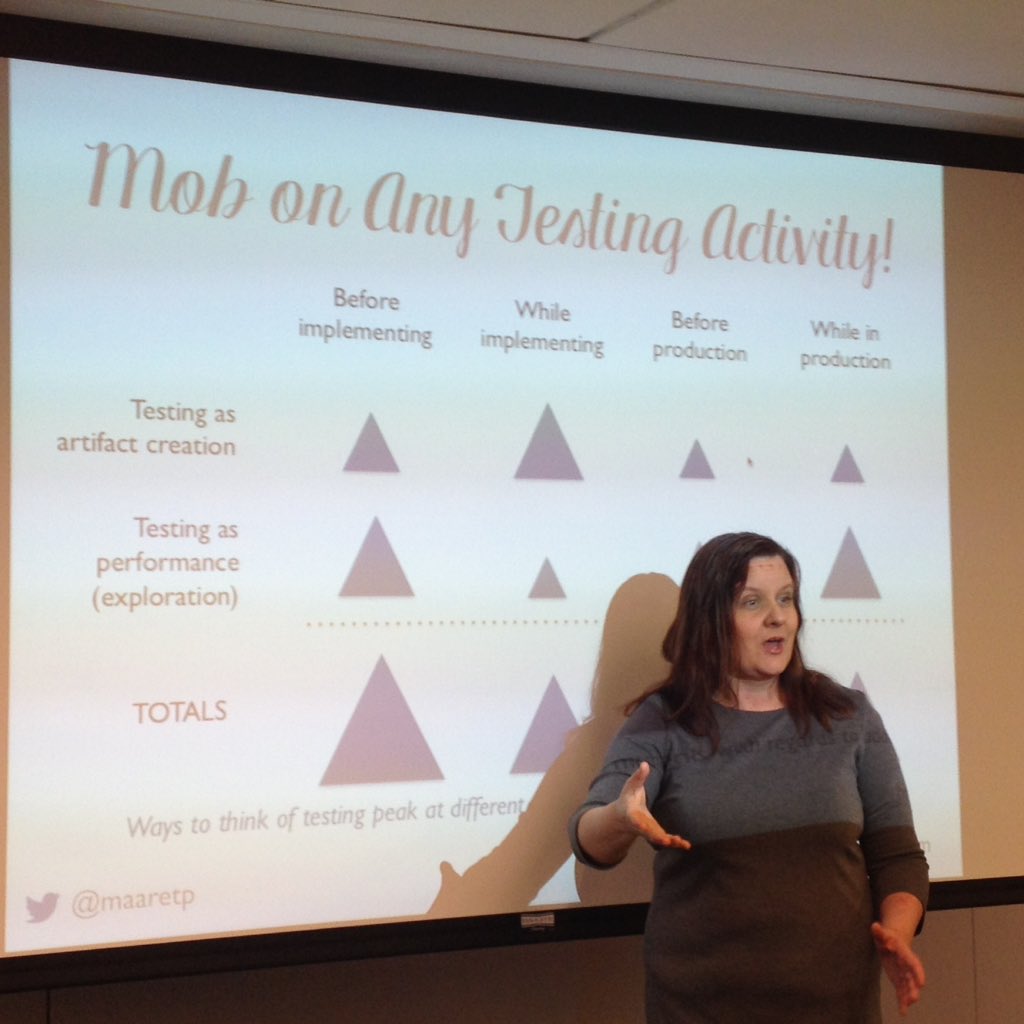 Mob on Any Testing Activity!
Before
implementing
While
implementing
Before
production
While in
production
Testing as
artifact creation
Testing as
performance
(exploration)
TOTALS
Ways to think of testing peak at different
@maaretp